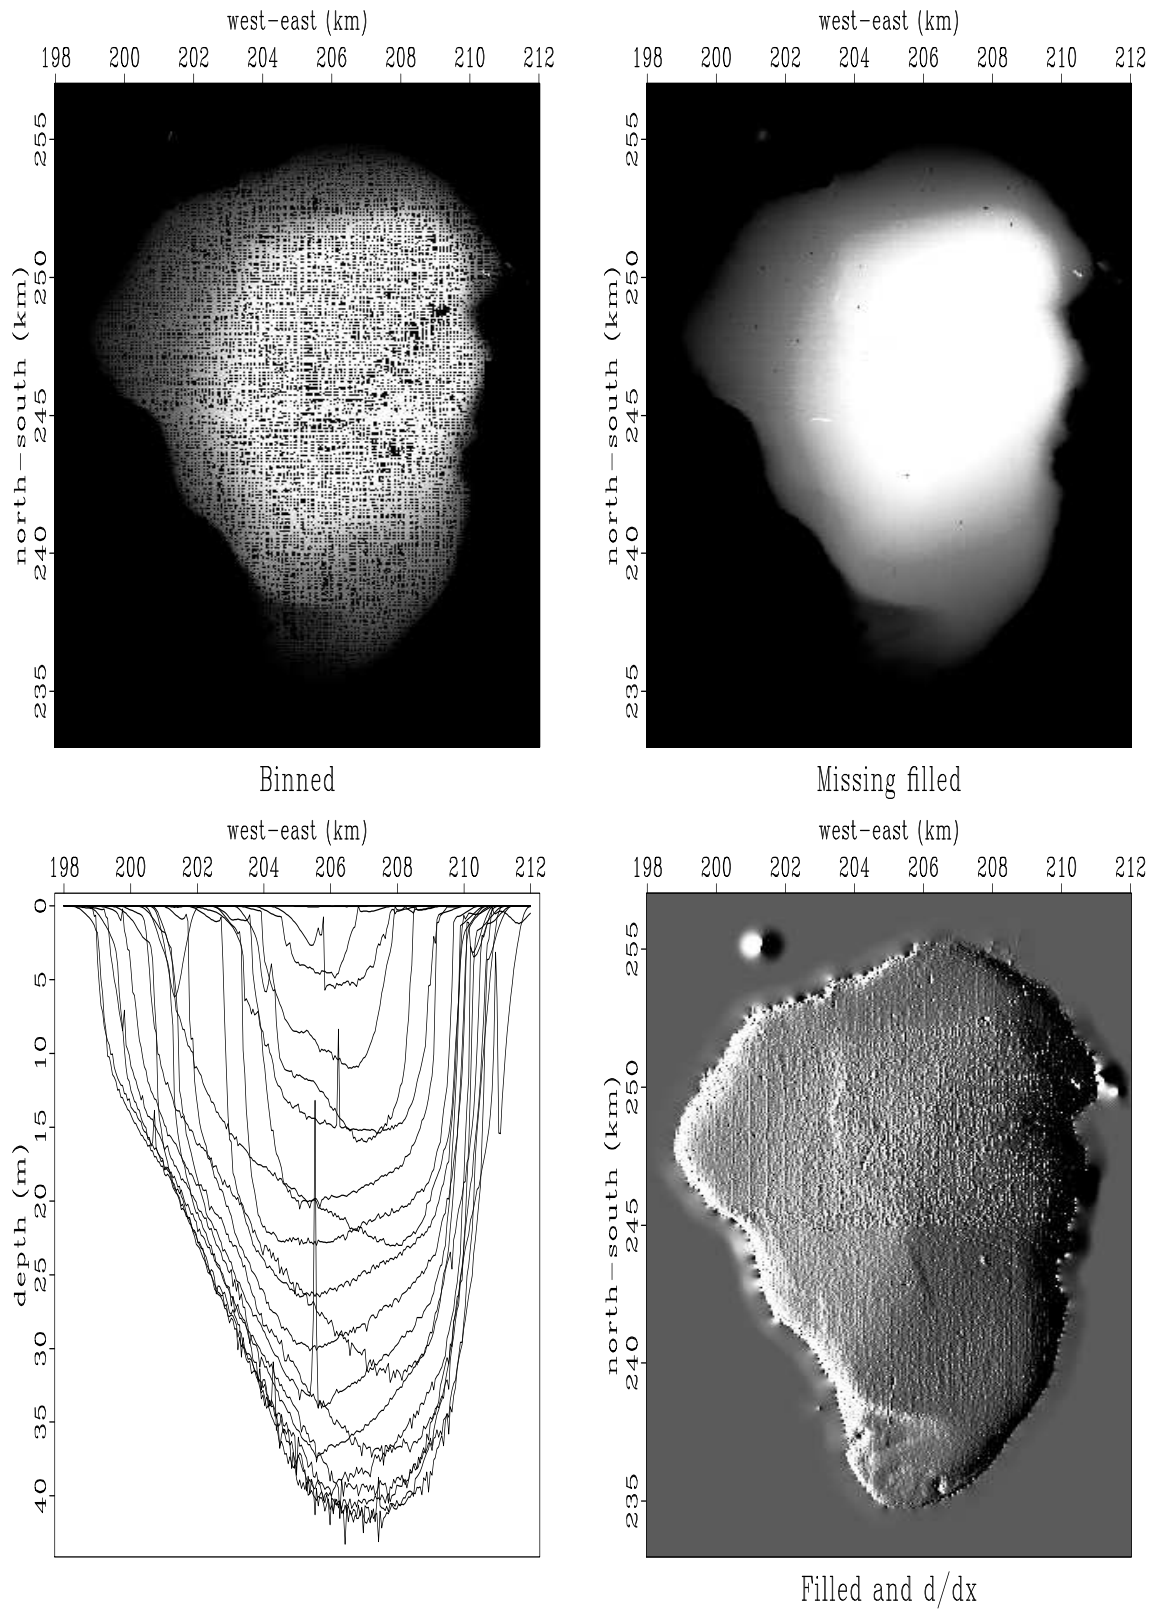 west-east (km)
198 200 202 204 206 208 210 212
north-south (km)
255
250
245
240
235
Binned
west-east (km)
198 200 202 204 206 208 210 212
north-south (km)
255
250
245
240
235
Missing filled
west-east (km)
198 200 202 204 206 208 210 212
depth (m)
0
5
10
15
20
25
30
35
40
west-east (km)
198 200 202 204 206 208 210 212
north-south (km)
255
250
245
240
235
Filled and d/dx